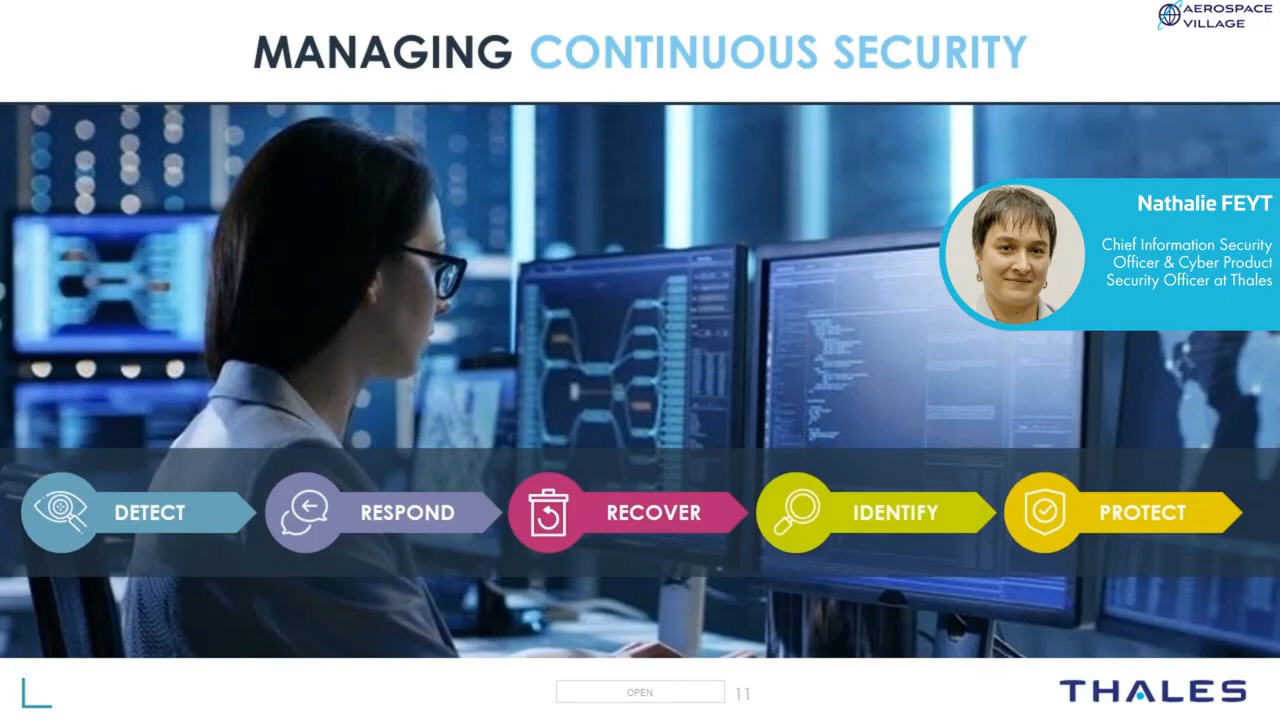 AEROSPACE
VILLAGE
MANAGING CONTINUOUS SECURITY
Nathalie FEYT
Chief Information Security
Officer & Cyber Product
Security Officer at Thales
DETECT
RESPOND
RECOVER
IDENTIFY
PROTECT
OPEN
11
THALES